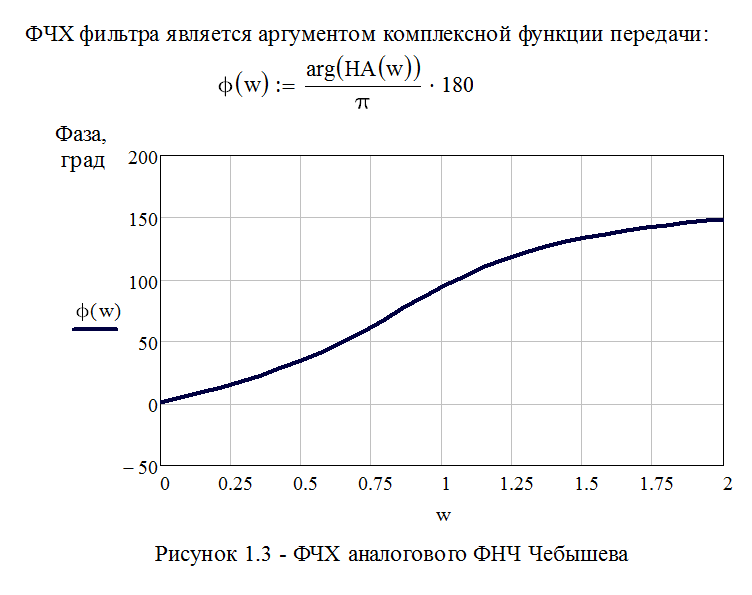 ФЧХ фильтра является аргументом комплексной функции передачи:
ϕ(w) := arg(HA(w)) / π · 180
Фаза,
град
200
150
100
ϕ(w)
50
0
−50
0 0.25 0.5 0.75 1 1.25 1.5 1.75 2
w
Рисунок 1.3 - ФЧХ аналогового ФНЧ Чебышева